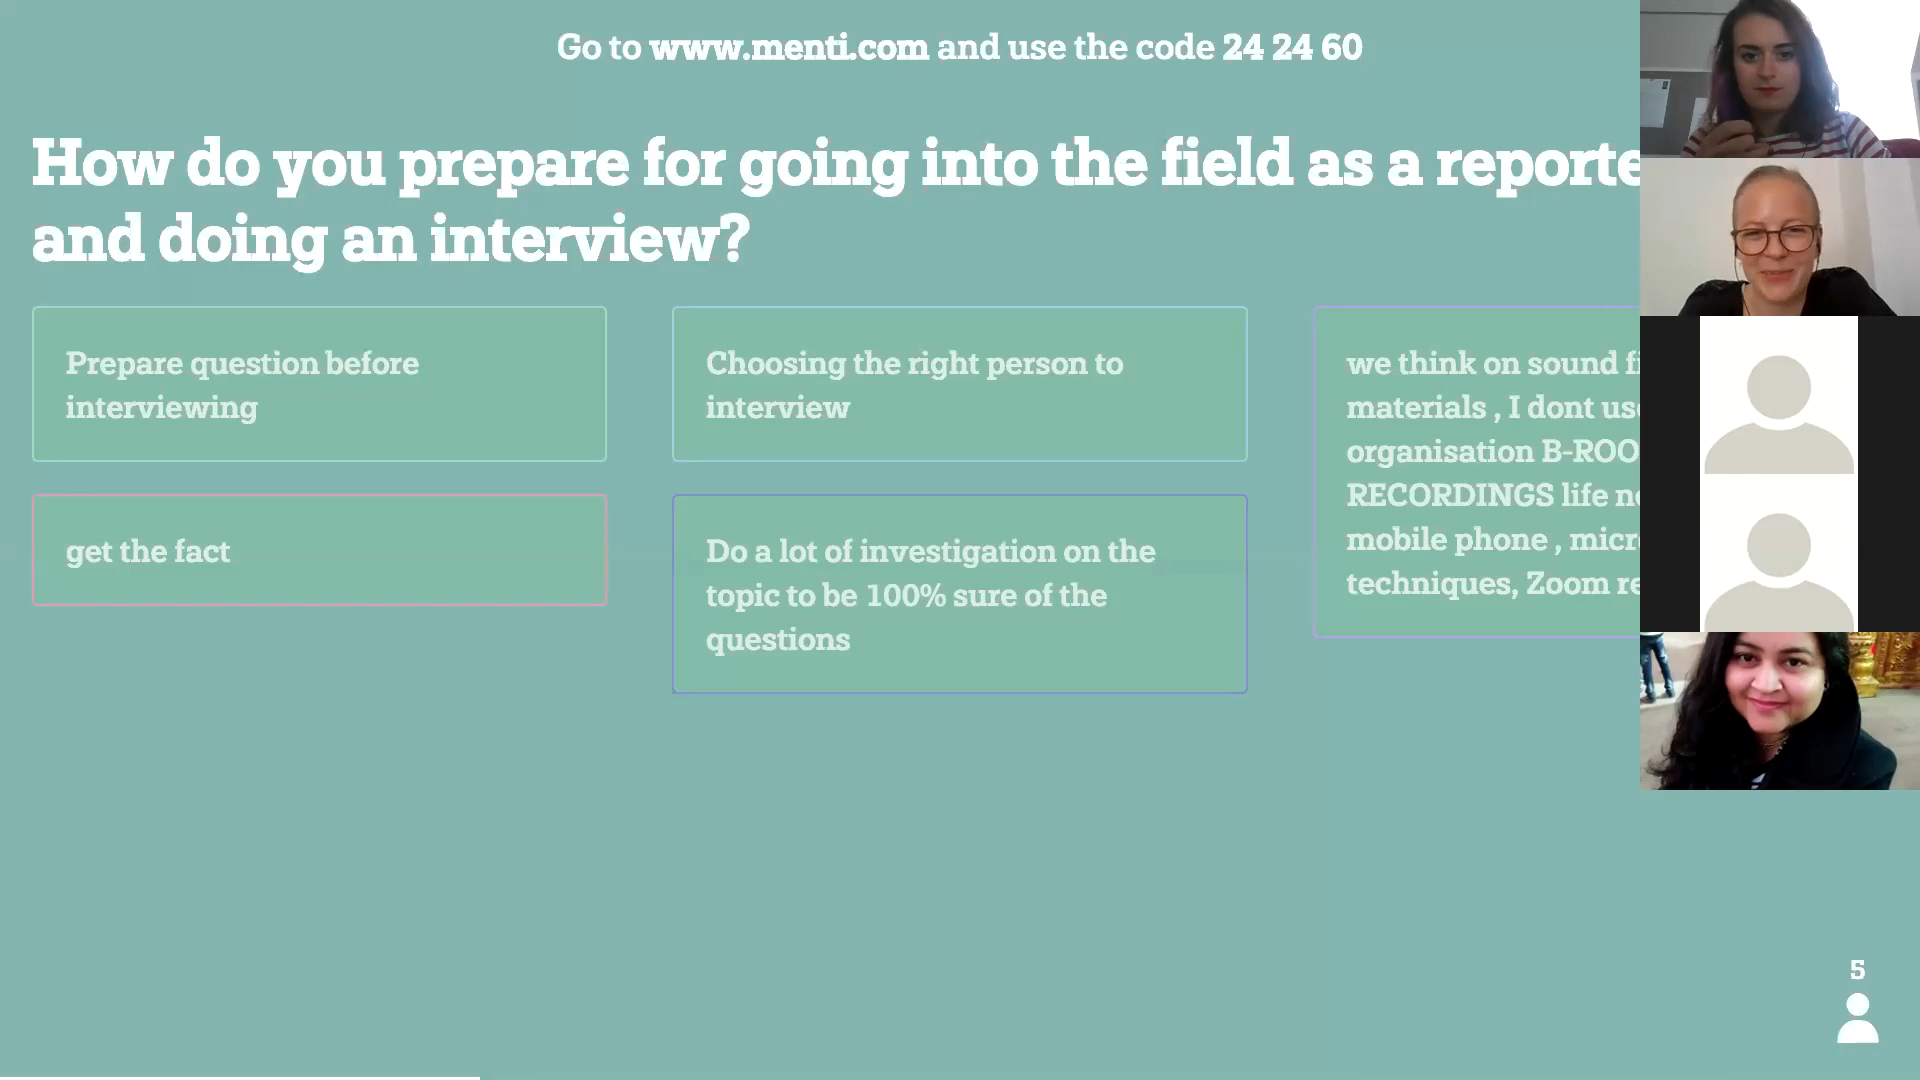 Go to www.menti.com and use the code 24 24 60
How do you prepare for going into the field as a
and doing an interview?
Prepare question before
interviewing
Choosing the right person to
interview
we think on sound
materials , I dont
organisation
RECORDINGS life
mobile phone ,
techniques, Zoom
get the fact
Do a lot of investigation on the
topic to be 100% sure of the
questions
5